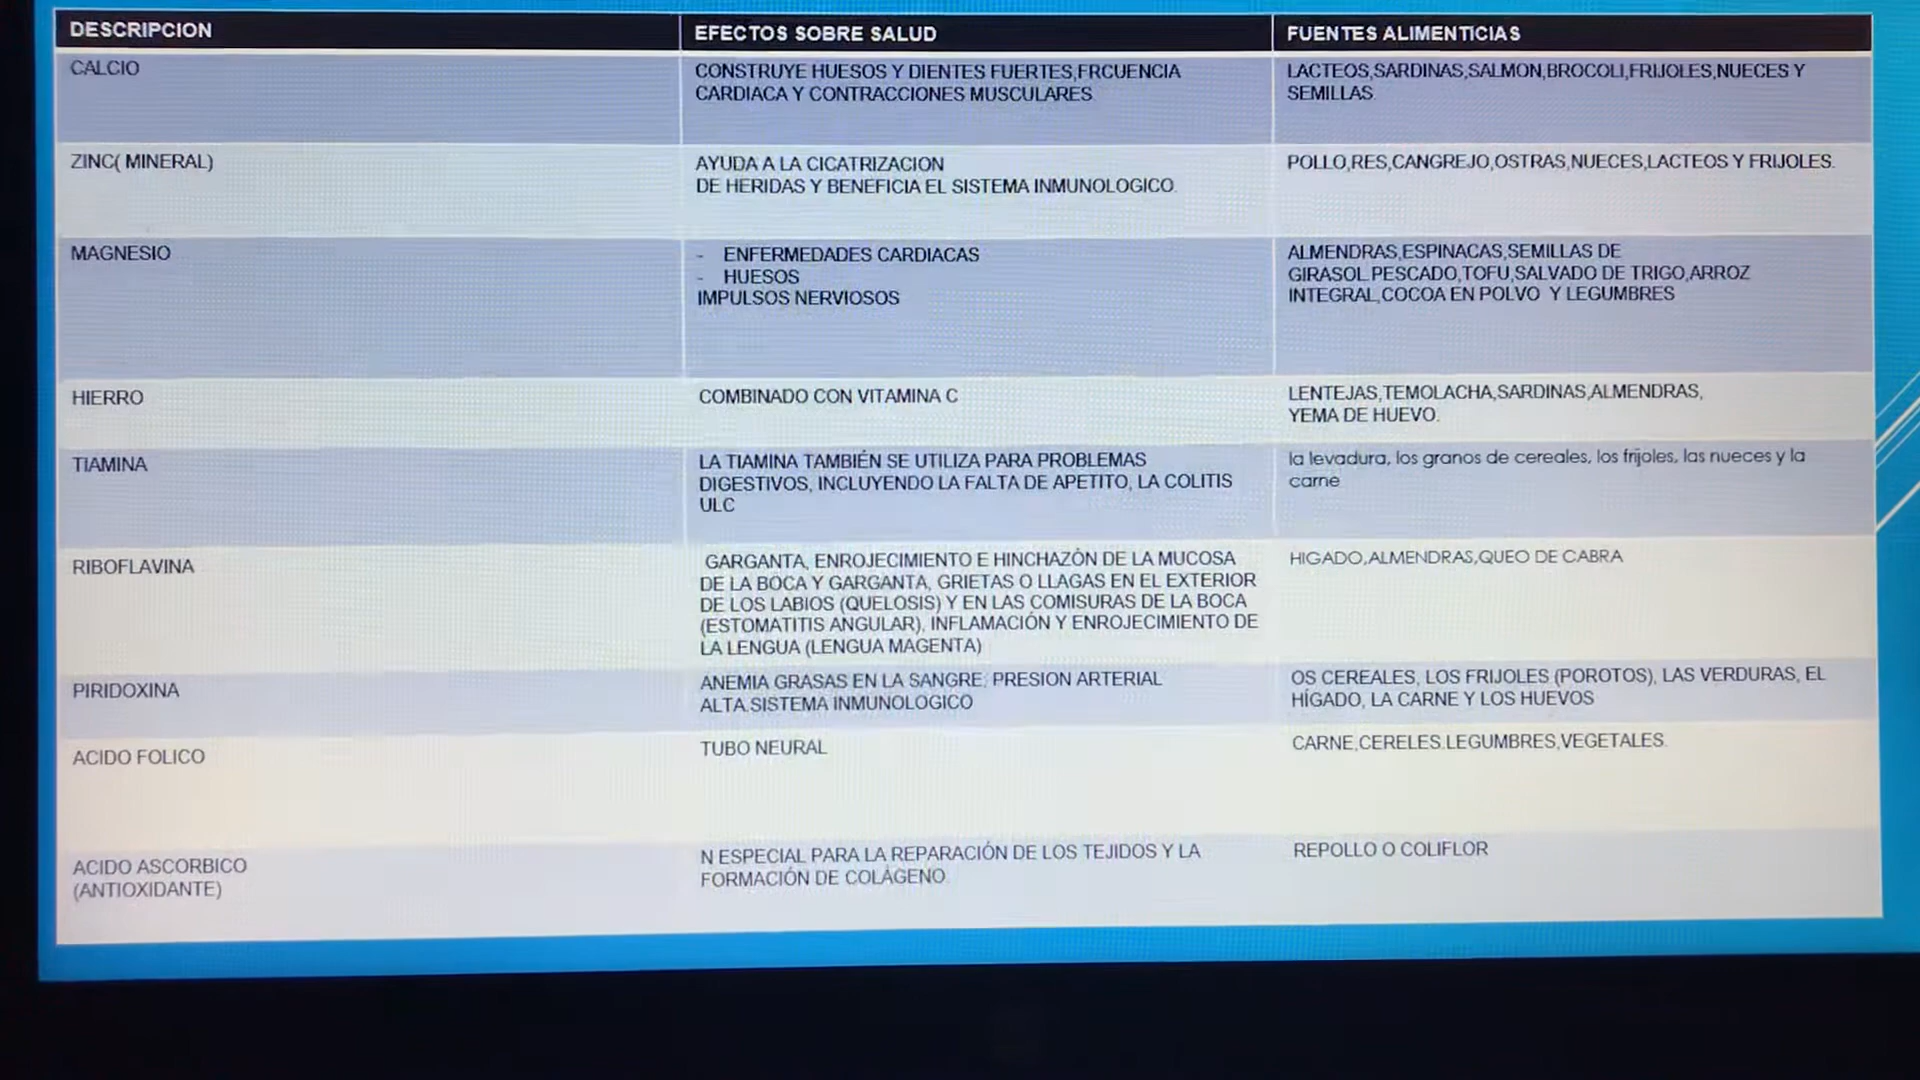 DESCRIPCION
EFECTOS SOBRE SALUD
FUENTES ALIMENTICIAS
CALCIO
CONSTRUYE HUESOS Y DIENTES FUERTES,FRCUENCIA
CARDIACA Y CONTRACCIONES MUSCULARES
LACTEOS,SARDINAS,SALMON,BROCOLI,FRIJOLES,NUECES Y
SEMILLAS.
ZINC( MINERAL)
AYUDA A LA CICATRIZACION
DE HERIDAS Y BENEFICIA EL SISTEMA INMUNOLOGICO.
POLLO,RES,CANGREJO,OSTRAS,NUECES,LACTEOS Y FRIJOLES.
MAGNESIO
- ENFERMEDADES CARDIACAS
- HUESOS
IMPULSOS NERVIOSOS
ALMENDRAS,ESPINACAS,SEMILLAS DE
GIRASOL.PESCADO,TOFU,SALVADO DE TRIGO,ARROZ
INTEGRAL,COCOA EN POLVO Y LEGUMBRES
HIERRO
COMBINADO CON VITAMINA C
LENTEJAS,TEMOLACHA,SARDINAS,ALMENDRAS,
YEMA DE HUEVO.
TIAMINA
LA TIAMINA TAMBIÉN SE UTILIZA PARA PROBLEMAS
DIGESTIVOS, INCLUYENDO LA FALTA DE APETITO, LA COLITIS
ULC
la levadura, los granos de cereales, los frijoles, las nueces y la
carne
RIBOFLAVINA
GARGANTA, ENROJECIMIENTO E HINCHAZÓN DE LA MUCOSA
DE LA BOCA Y GARGANTA, GRIETAS O LLAGAS EN EL EXTERIOR
DE LOS LABIOS (QUELOSIS) Y EN LAS COMISURAS DE LA BOCA
(ESTOMATITIS ANGULAR), INFLAMACIÓN Y ENROJECIMIENTO DE
LA LENGUA (LENGUA MAGENTA)
HIGADO,ALMENDRAS,QUEO DE CABRA
PIRIDOXINA
ANEMIA GRASAS EN LA SANGRE, PRESION ARTERIAL
ALTA.SISTEMA INMUNOLOGICO
OS CEREALES, LOS FRIJOLES (POROTOS), LAS VERDURAS, EL
HÍGADO, LA CARNE Y LOS HUEVOS
ACIDO FOLICO
TUBO NEURAL
CARNE,CERELES.LEGUMBRES,VEGETALES.
ACIDO ASCORBICO
(ANTIOXIDANTE)
N ESPECIAL PARA LA REPARACIÓN DE LOS TEJIDOS Y LA
FORMACIÓN DE COLÁGENO.
REPOLLO O COLIFLOR